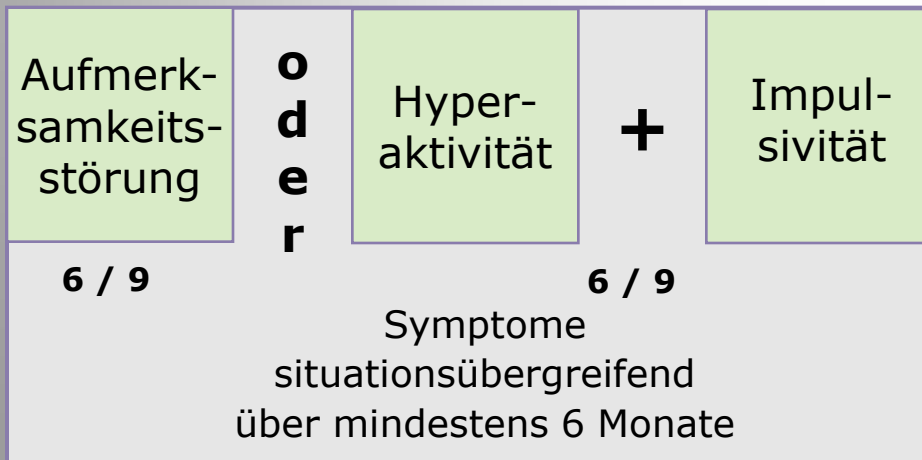 Aufmerk-
samkeits-
störung
o
d
e
r
Hyper-
aktivität
+
Impul-
sivität
6 / 9
6 / 9
Symptome
situationsübergreifend
über mindestens 6 Monate